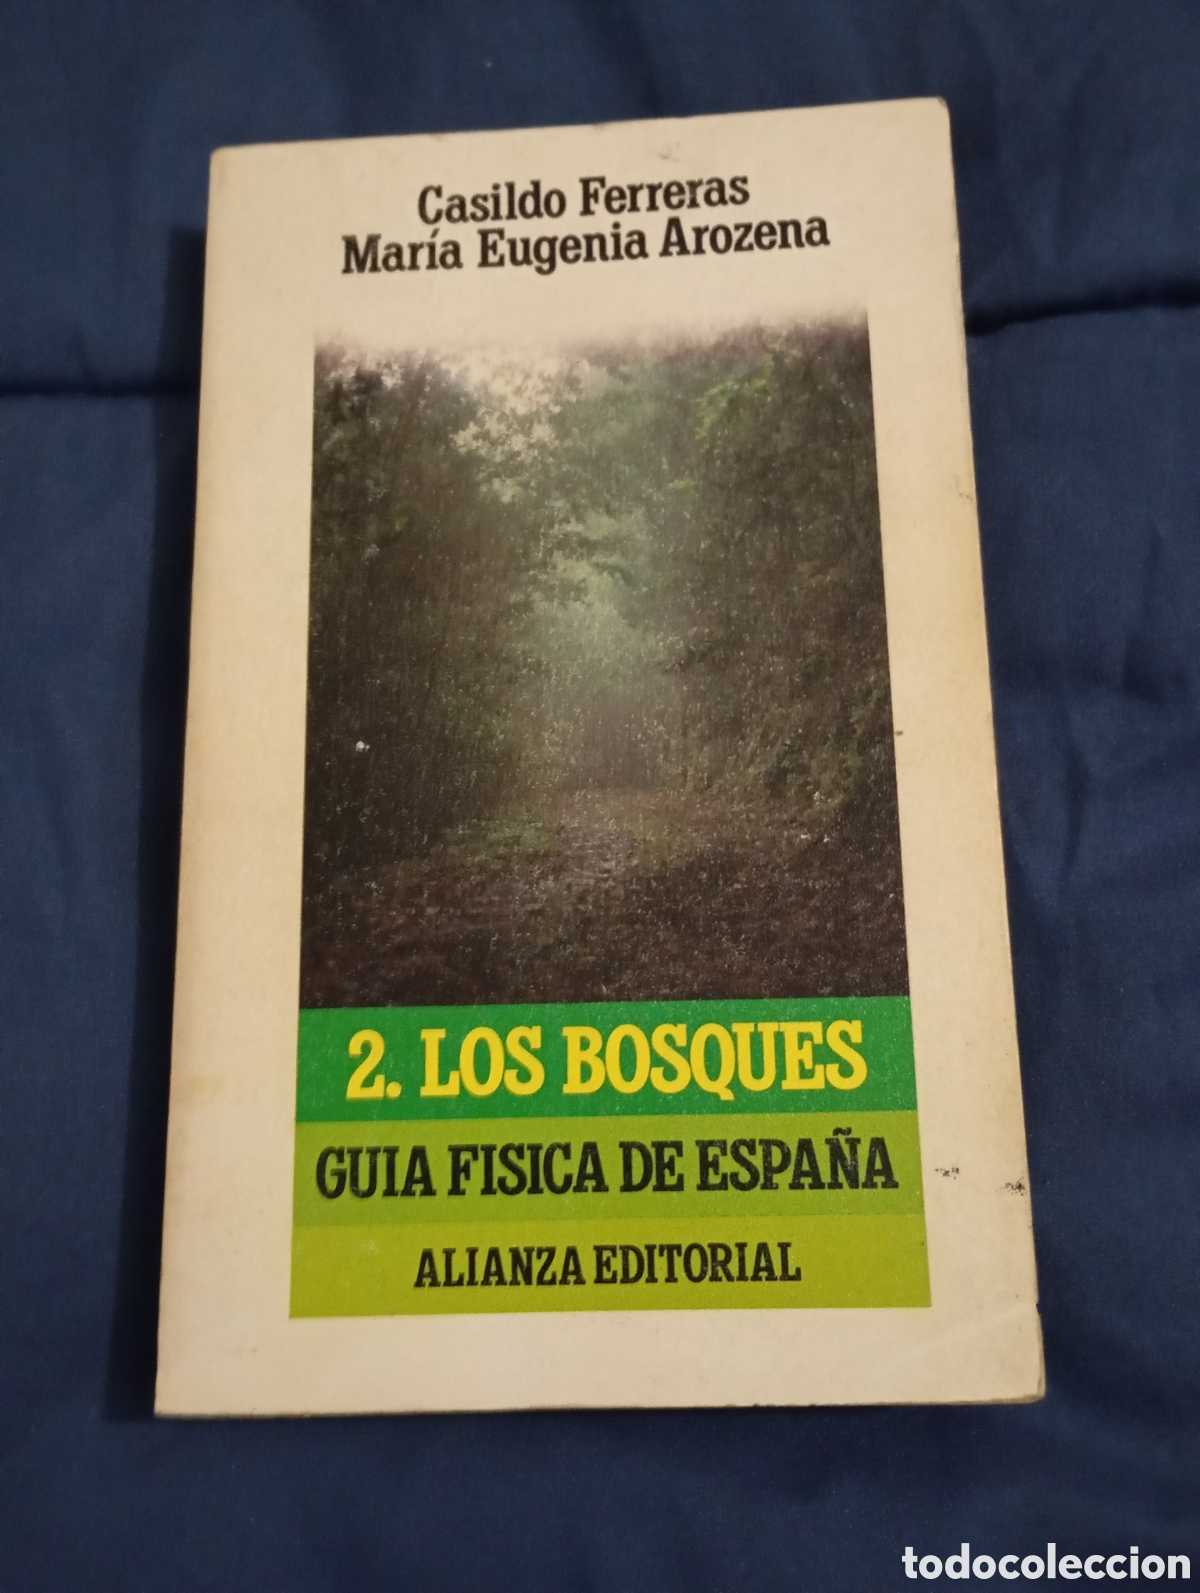 Casildo Ferreras
María Eugenia Arozena
2. LOS BOSQUES
GUIA FISICA DE ESPAÑA
ALIANZA EDITORIAL
todocoleccion